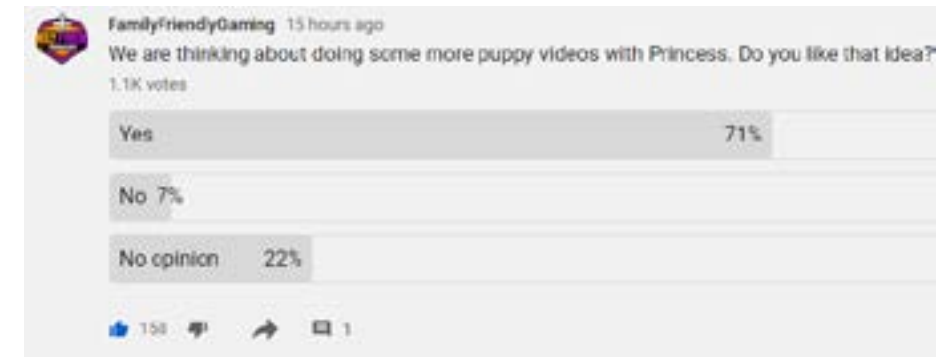 FamilyFriendlyGaming 15 hours ago
We are thinking about doing some more puppy videos with Princess. Do you like that idea?
1.1K votes
Yes 71%
No 7%
No opinion 22%
1